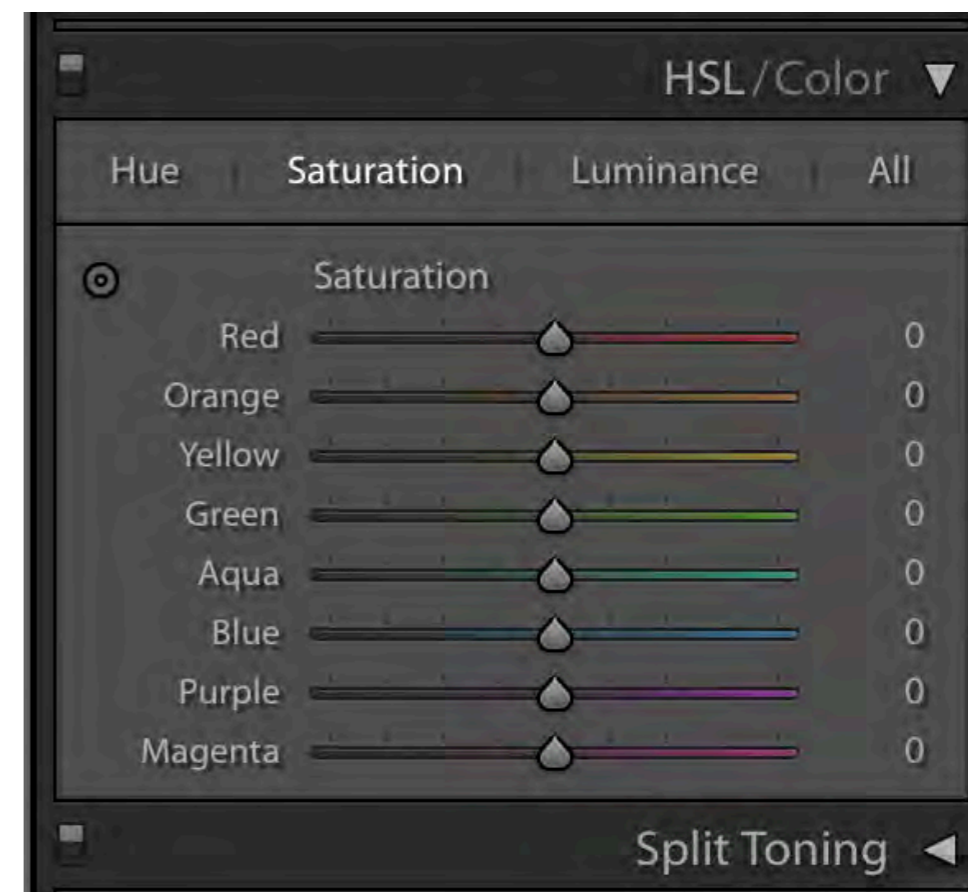 HSL/Color
Hue | Saturation | Luminance | All
Saturation
Red 0
Orange 0
Yellow 0
Green 0
Aqua 0
Blue 0
Purple 0
Magenta 0
Split Toning